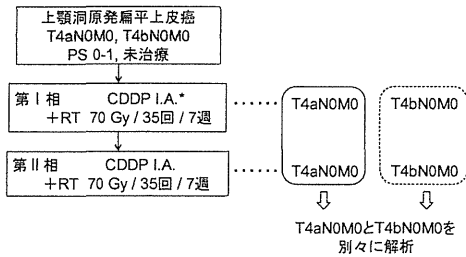 上顎洞原発扁平上皮癌
T4aN0M0, T4bN0M0
PS 0-1, 未治療
第Ⅰ相 CDDP I.A.*
+RT 70 Gy / 35回 / 7週
第Ⅱ相 CDDP I.A.
+RT 70 Gy / 35回 / 7週
T4aN0M0
T4aN0M0
T4bN0M0
T4bN0M0
T4aN0M0とT4bN0M0を
別々に解析